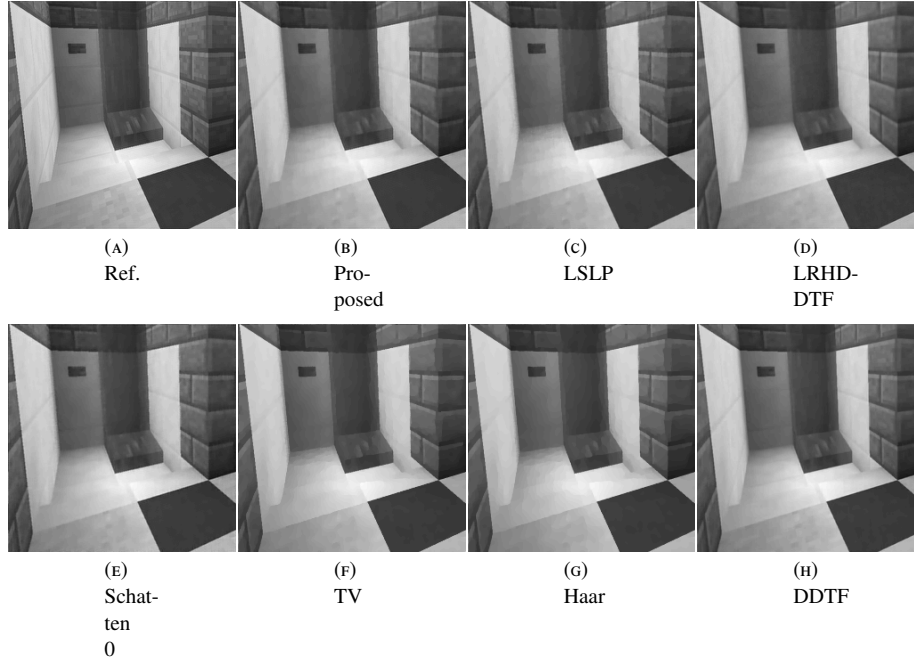 (A) (B) (C) (D)
Ref. Pro- LSLP LRHD-
posed DTF
(E) (F) (G) (H)
Schat- TV Haar DDTF
ten
0